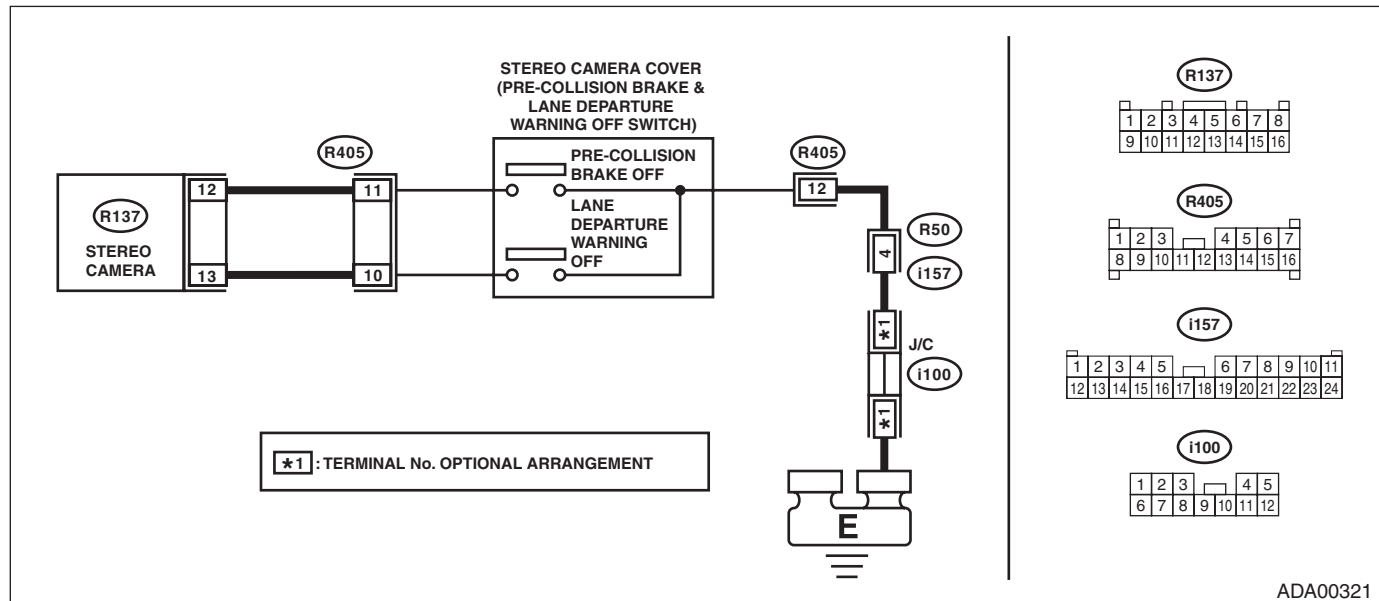 STEREO CAMERA COVER
(PRE-COLLISION BRAKE &
LANE DEPARTURE
WARNING OFF SWITCH)
R405
R405
PRE-COLLISION
BRAKE OFF
LANE
DEPARTURE
WARNING
OFF
R137
STEREO
CAMERA
12
11
13
10
12
R50
4
i157
*1
J/C
i100
*1
*1 : TERMINAL No. OPTIONAL ARRANGEMENT
E
R137
1 2 3 4 5 6 7 8
9 10 11 12 13 14 15 16
R405
1 2 3 4 5 6 7
8 9 10 11 12 13 14 15 16
i157
1 2 3 4 5 6 7 8 9 10 11
12 13 14 15 16 17 18 19 20 21 22 23 24
i100
1 2 3 4 5
6 7 8 9 10 11 12
ADA00321